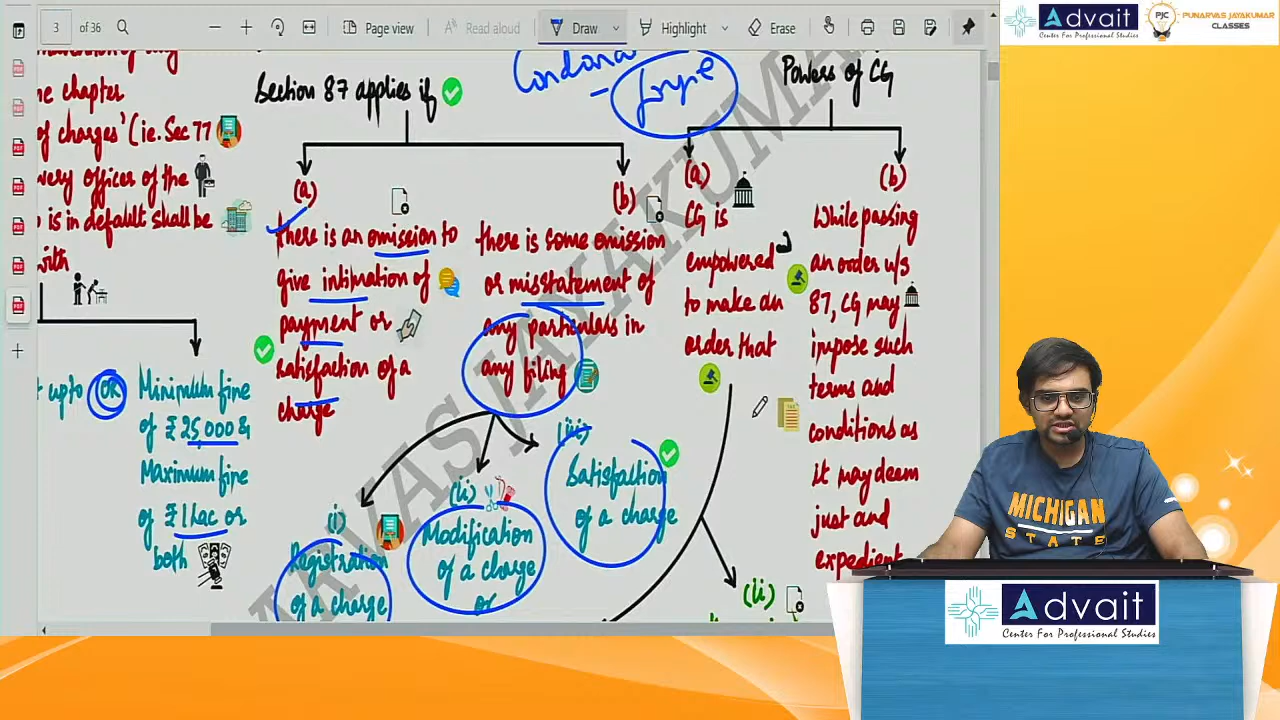 3 of 36
Page view
Read aloud
Draw
Highlight
Erase
Advait
Center For Professional Studies
PJC
PUNARVAS JAYAKUMAR
CLASSES
the chapter
of charges' (ie. Sec 77
very officer of the
is in default shall be
with
upto OR
Minimum fine
of ₹ 25,000 &
Maximum fine
of ₹ 1 Lac or
both
Section 87 applies if
(a)
there is an omission to
give intimation of
payment or
satisfaction of a
charge
(b)
there is some omission
or misstatement of
any particulars in
any filing
(i)
Registration
of a charge
(ii)
Modification
of a charge
or
(iii)
Satisfaction
of a charge
Powers of CG
(a)
CG is
empowered
to make an
order that
(ii)
(b)
While passing
an order u/s
87, CG may
impose such
terms and
conditions as
it may deem
just and
expedient
MICHIGAN
STATE
Advait
Center For Professional Studies